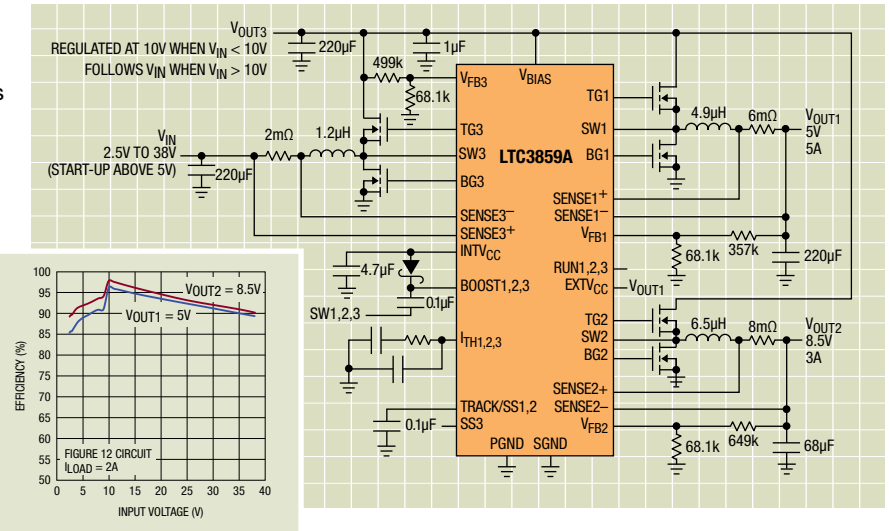 VOUT3
REGULATED AT 10V WHEN VIN < 10V
FOLLOWS VIN WHEN VIN > 10V
220µF
1µF
499k
68.1k
VFB3
VBIAS
TG1
4.9µH
6mΩ
VOUT1
5V
5A
VIN
2.5V TO 38V
(START-UP ABOVE 5V)
2mΩ
1.2µH
220µF
TG3
SW3
BG3
LTC3859A
SW1
BG1
SENSE3–
SENSE3+
SENSE1+
SENSE1–
VFB1
68.1k
357k
220µF
INTVCC
4.7µF
BOOST1,2,3
0.1µF
SW1,2,3
RUN1,2,3
EXTVCC
VOUT1
ITH1,2,3
TG2
SW2
BG2
6.5µH
8mΩ
VOUT2
8.5V
3A
SENSE2+
SENSE2–
TRACK/SS1,2
0.1µF
SS3
VFB2
68.1k
649k
68µF
PGND
SGND
s
EFFICIENCY (%)
100
95
90
85
80
75
70
65
60
55
50
VOUT2 = 8.5V
VOUT1 = 5V
FIGURE 12 CIRCUIT
ILOAD = 2A
0 5 10 15 20 25 30 35 40
INPUT VOLTAGE (V)